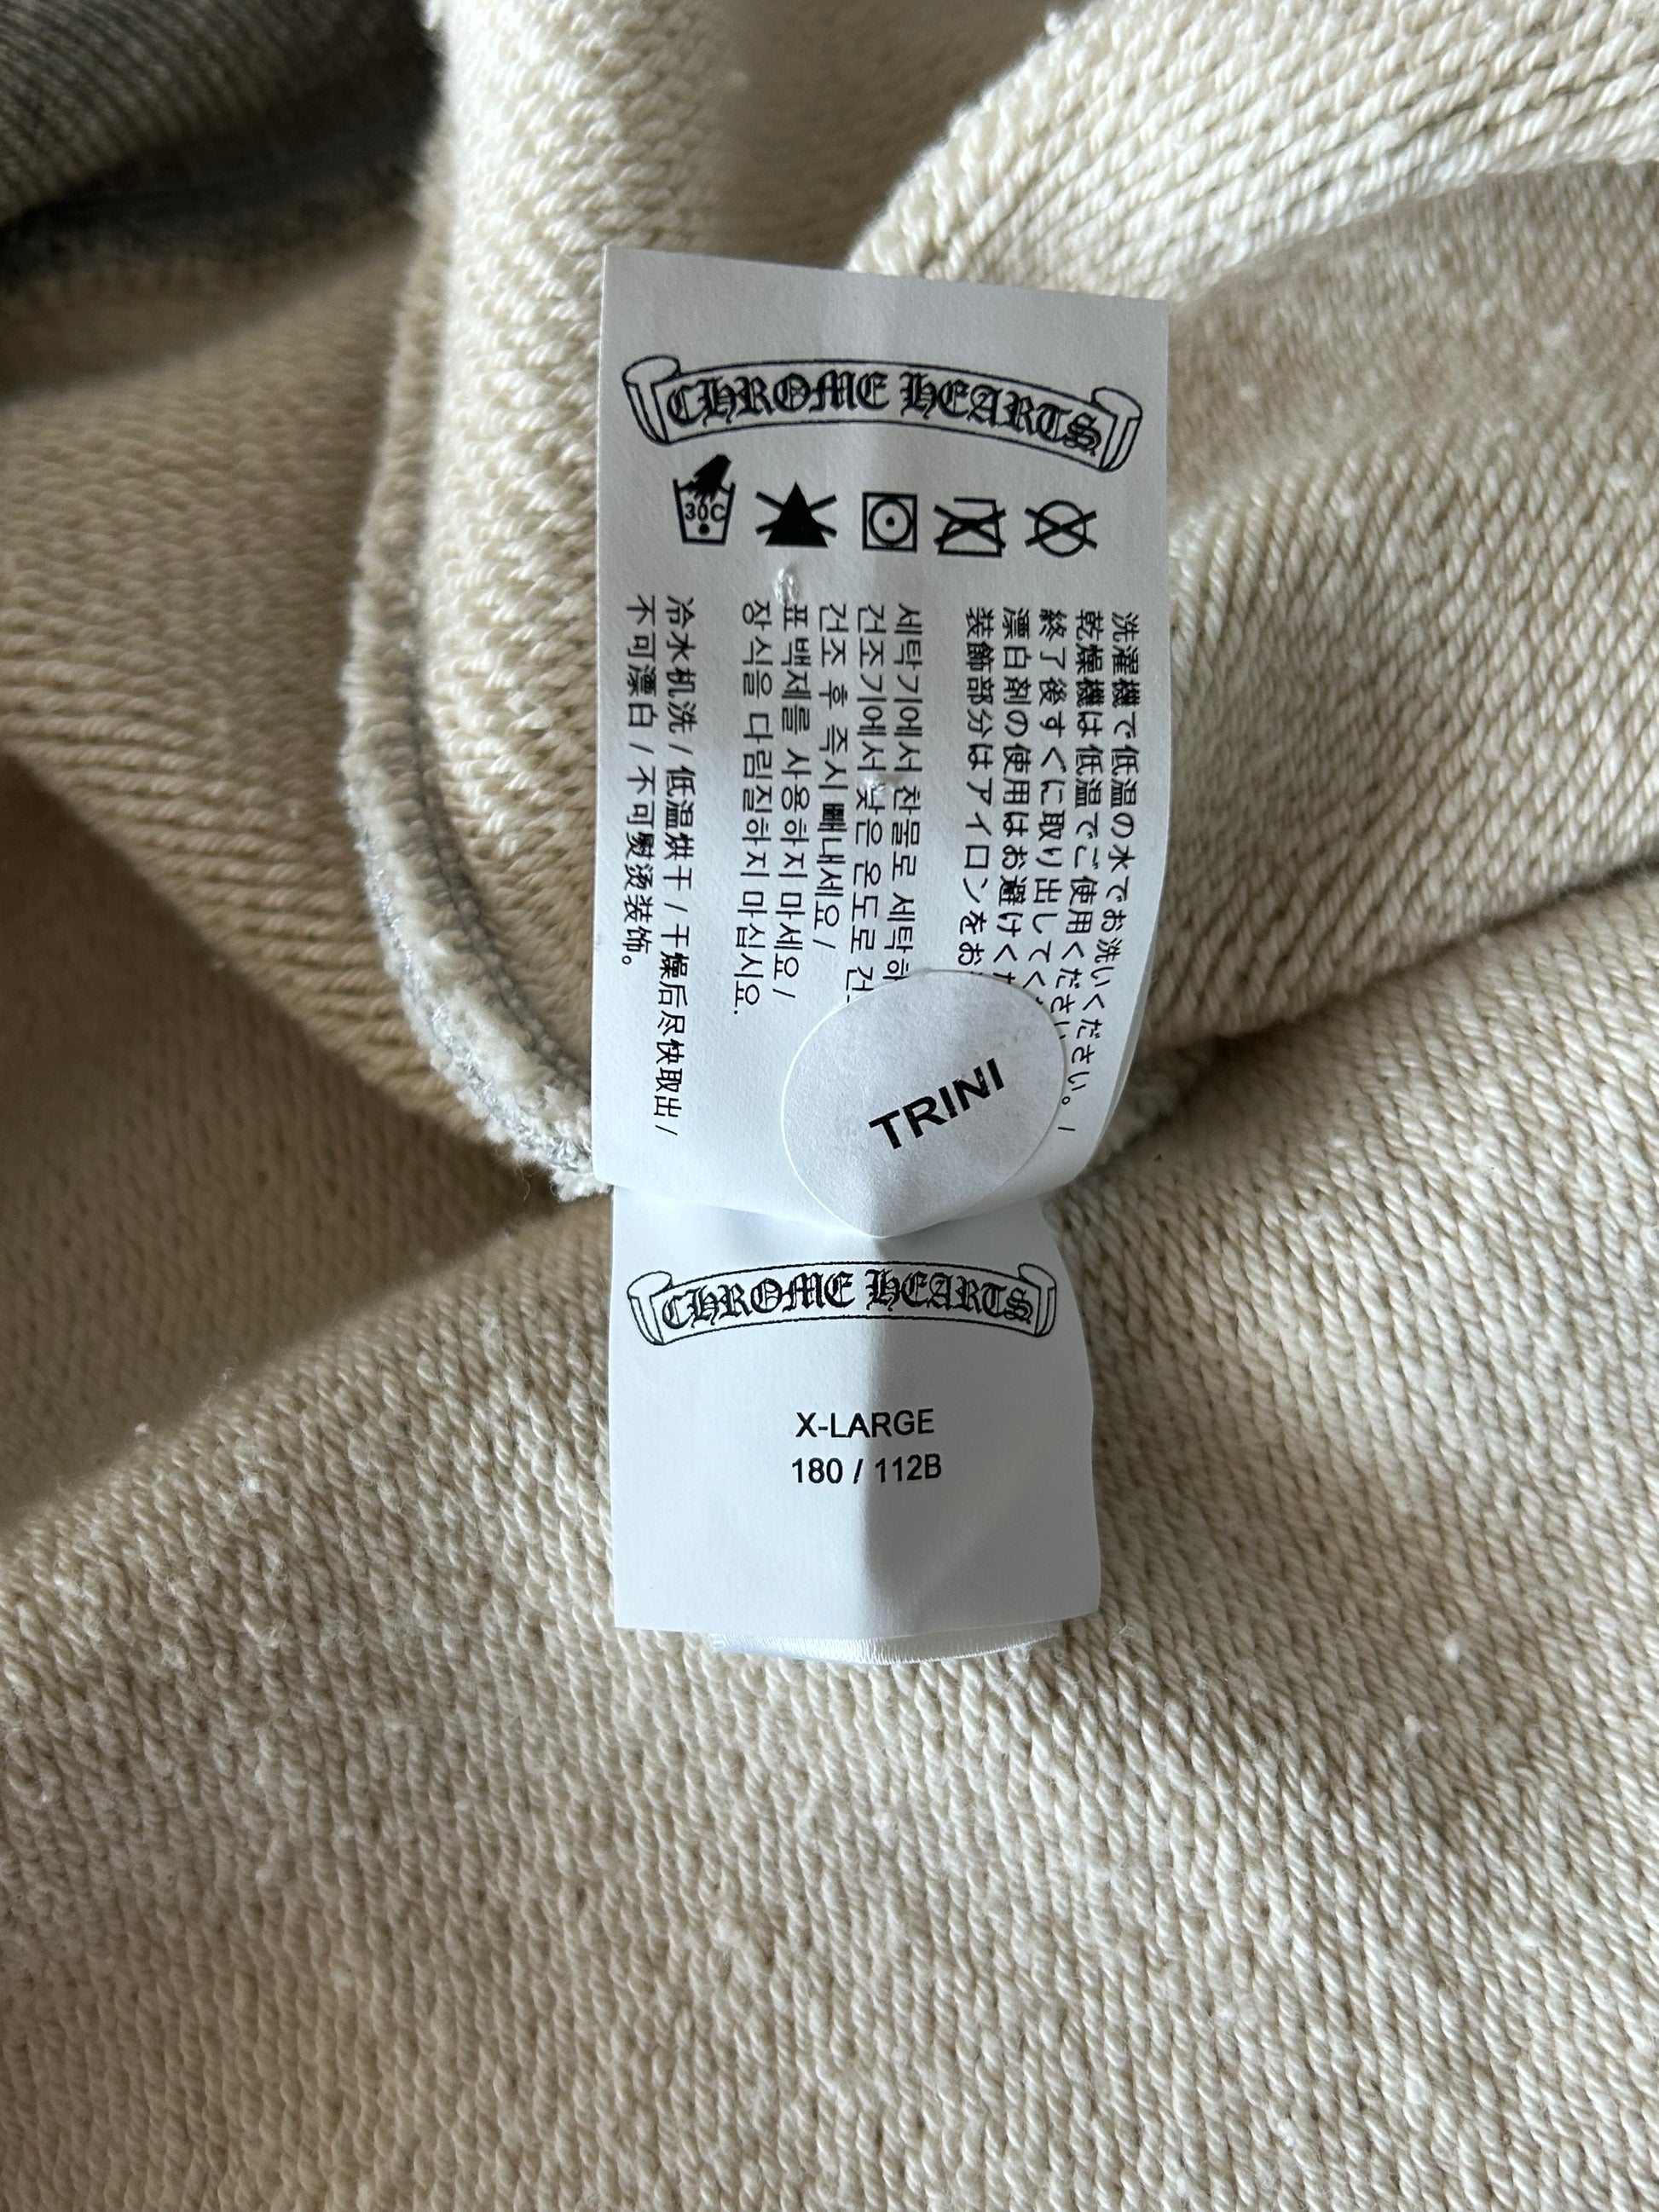 CHROME HEARTS
30C
洗濯機で低温の水でお洗いください。 /
乾燥機は低温でご使用ください
終了後すぐに取り出してく
漂白剤の使用はお避けくだ
装飾部分はアイロンをお
세탁기에서 찬물로 세탁하
건조기에서 낮은 온도로 건
건조 후 즉시 빼내세요 /
표백제를 사용하지 마세요 /
장식을 다림질하지 마십시요.
冷水机洗 / 低温烘干 / 干燥后尽快取出 /
不可漂白 / 不可熨烫装饰。
TRINI
CHROME HEARTS
X-LARGE
180 / 112B